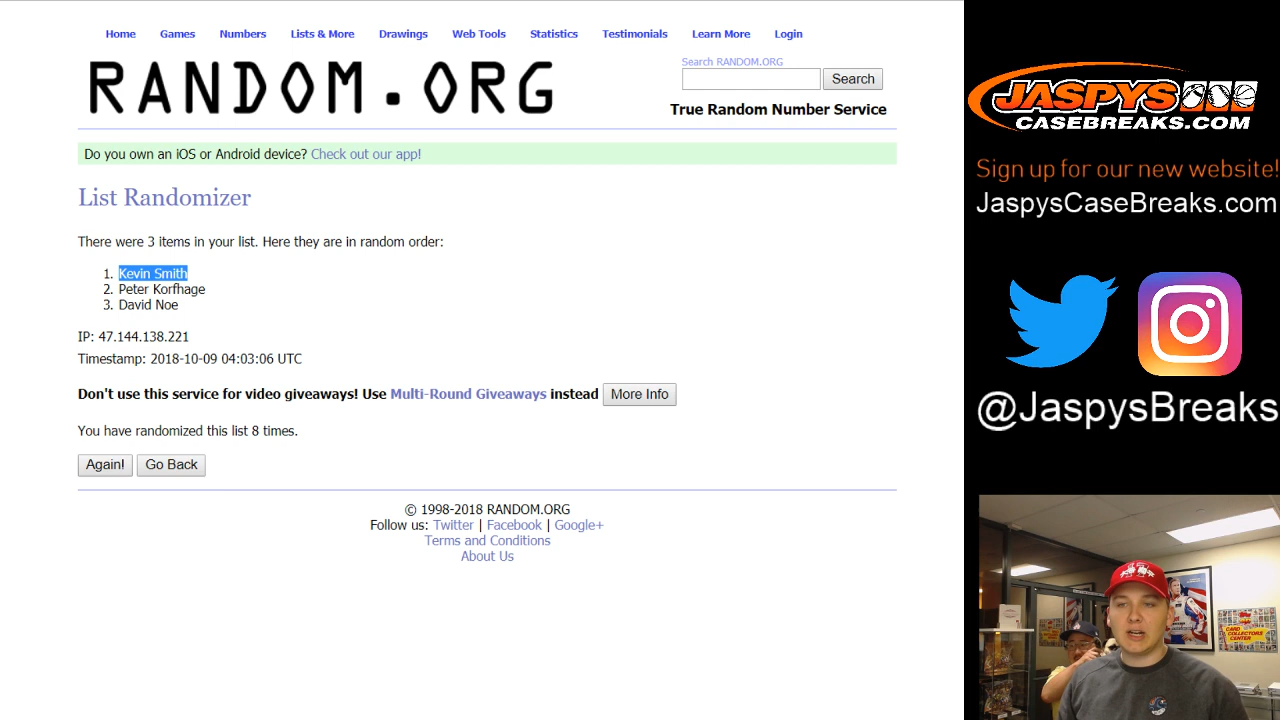 Home Games Numbers Lists & More Drawings Web Tools Statistics Testimonials Learn More Login
RANDOM.ORG
Search RANDOM.ORG
Search
True Random Number Service
Do you own an iOS or Android device? Check out our app!
List Randomizer
There were 3 items in your list. Here they are in random order:
1. Kevin Smith
2. Peter Korfhage
3. David Noe
IP: 47.144.138.221
Timestamp: 2018-10-09 04:03:06 UTC
Don't use this service for video giveaways! Use Multi-Round Giveaways instead More Info
You have randomized this list 8 times.
Again! Go Back
© 1998-2018 RANDOM.ORG
Follow us: Twitter | Facebook | Google+
Terms and Conditions
About Us
JASPYS
CASEBREAKS.COM
Sign up for our new website!
JaspysCaseBreaks.com
@JaspysBreaks
CARD
COLLECTORS
CENTER